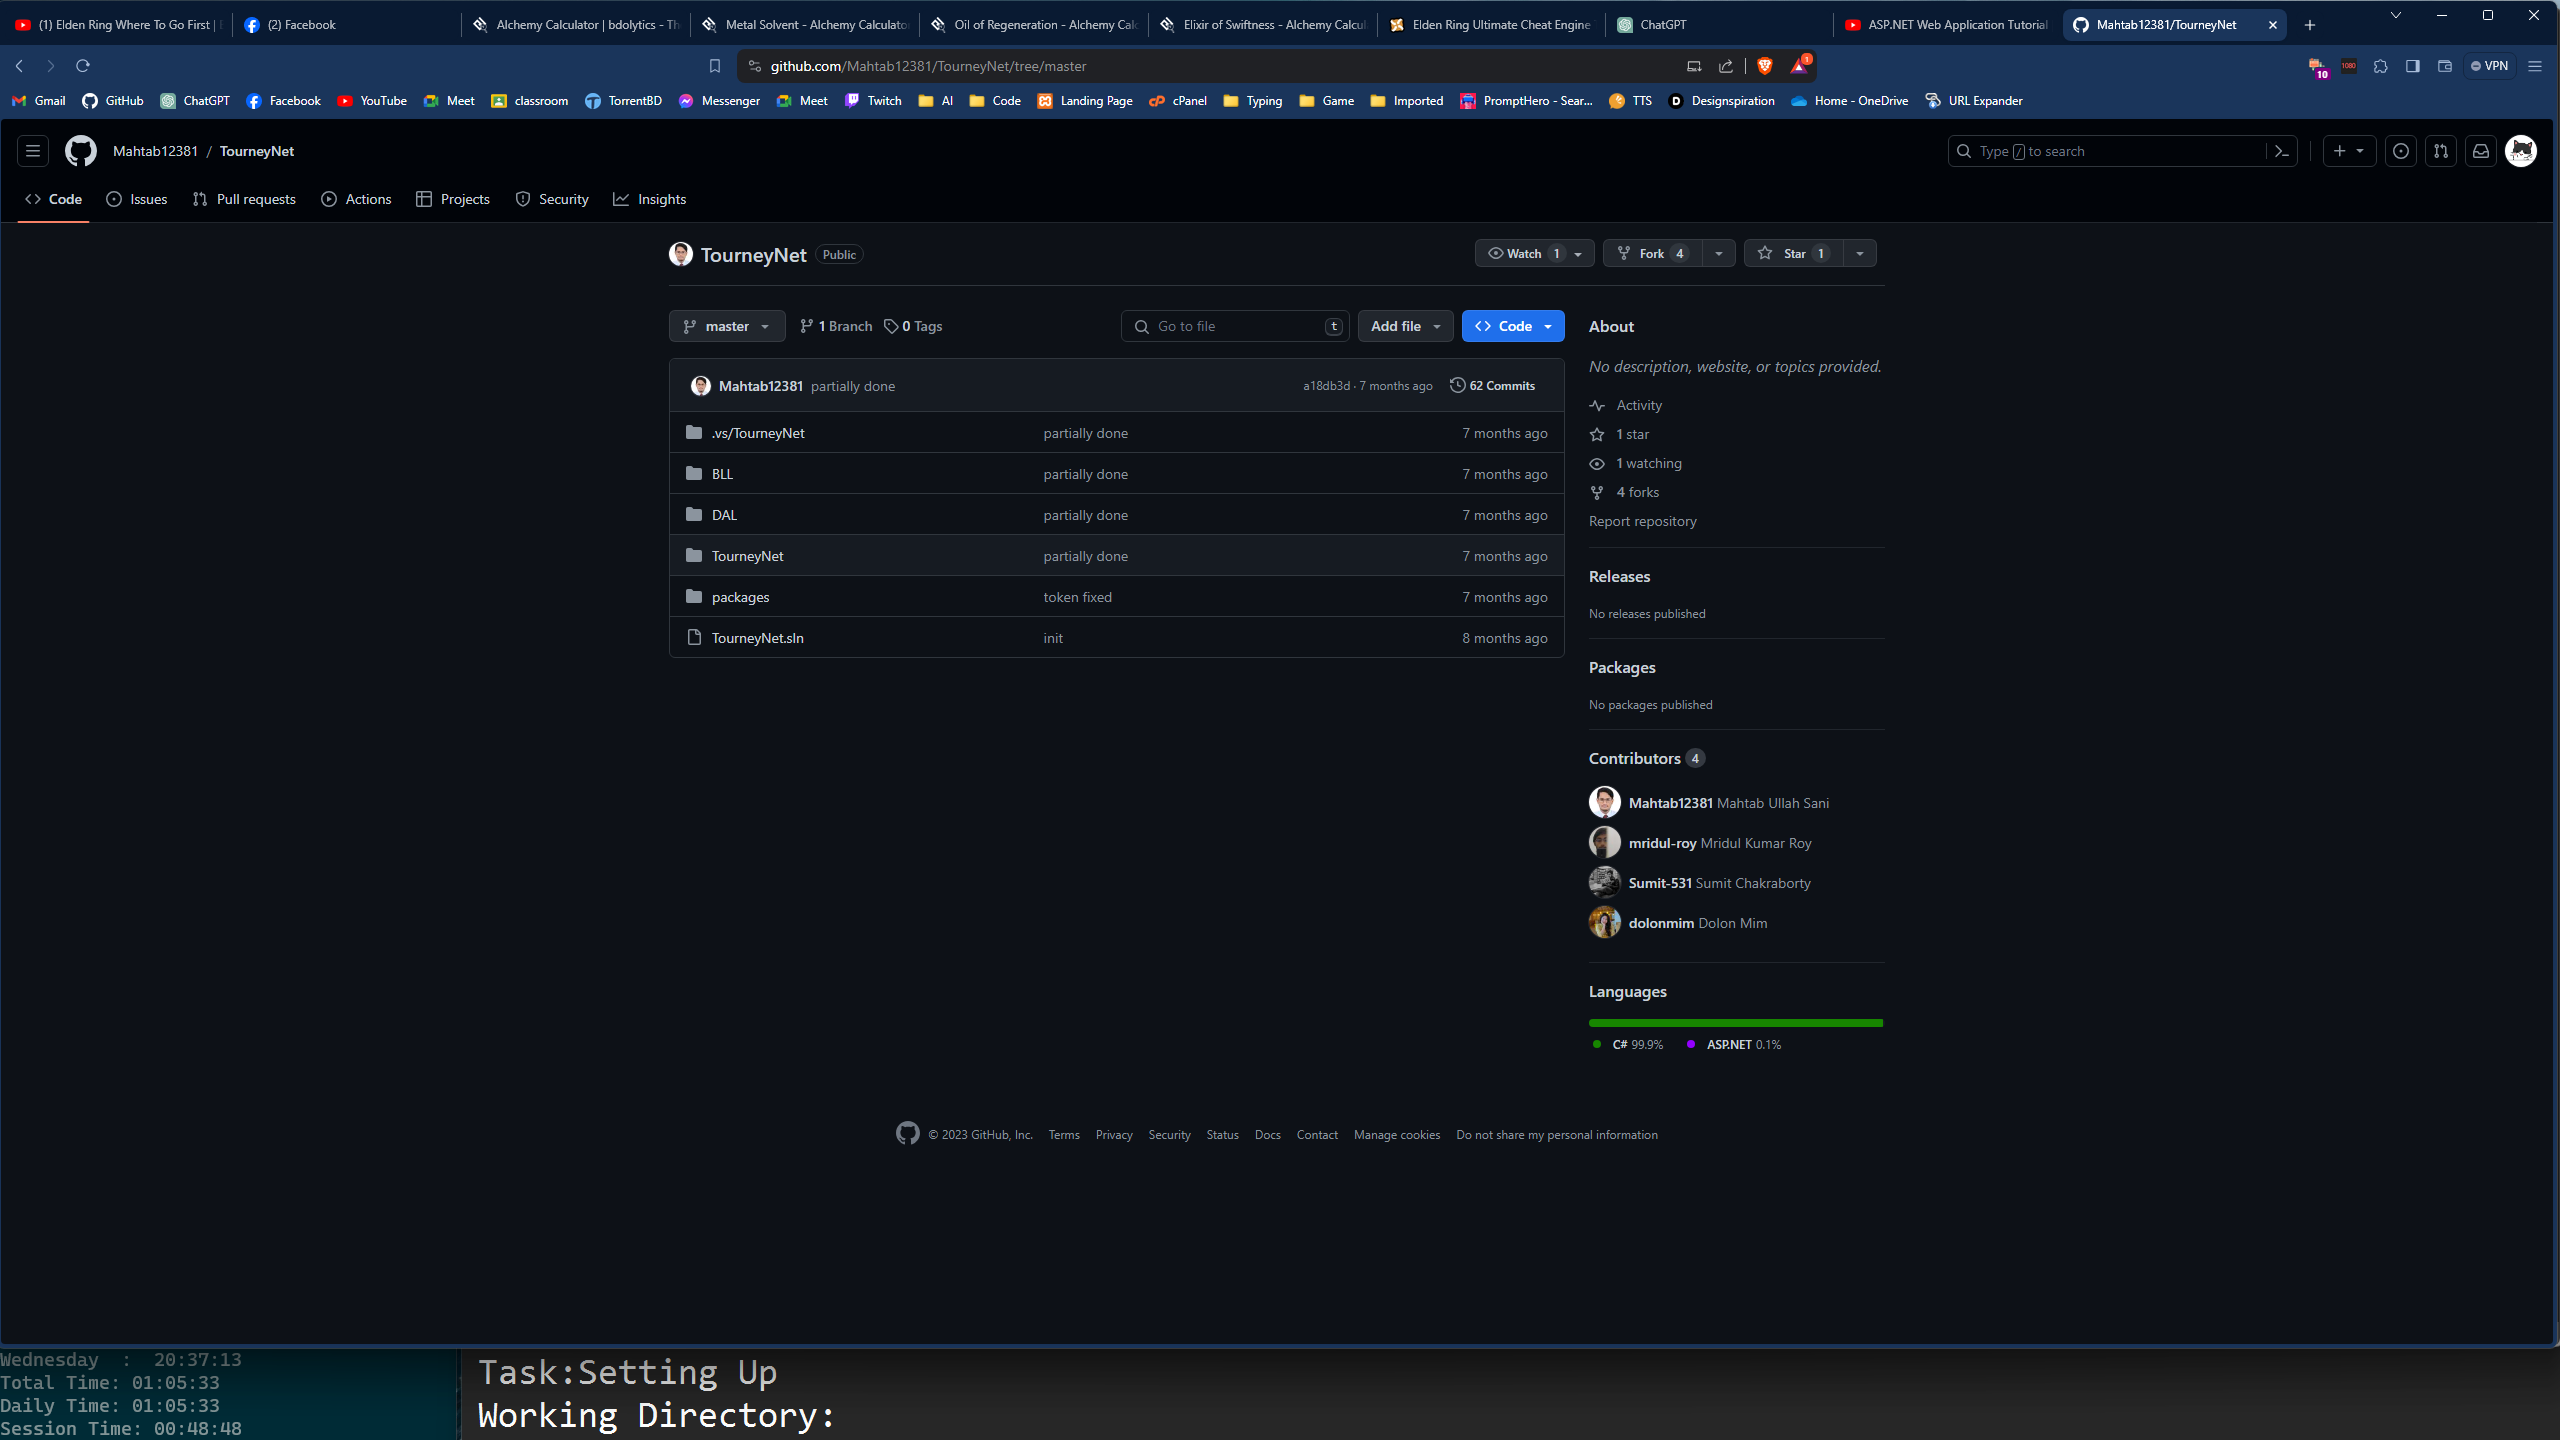 (1) Elden Ring Where To Go First |
(2) Facebook
Alchemy Calculator | bdolytics - Th
Metal Solvent - Alchemy Calculator
Oil of Regeneration - Alchemy Calc
Elixir of Swiftness - Alchemy Calcul
Elden Ring Ultimate Cheat Engine
ChatGPT
ASP.NET Web Application Tutorial
Mahtab12381/TourneyNet
github.com/Mahtab12381/TourneyNet/tree/master
1
10
1080
VPN
Gmail GitHub ChatGPT Facebook YouTube Meet classroom TorrentBD Messenger Meet Twitch AI Code Landing Page cPanel Typing Game Imported PromptHero - Sear... TTS Designspiration Home - OneDrive URL Expander
Mahtab12381 / TourneyNet
Type / to search
Code Issues Pull requests Actions Projects Security Insights
TourneyNet Public
Watch 1 Fork 4 Star 1
master 1 Branch 0 Tags
Go to file t Add file Code
Mahtab12381 partially done a18db3d · 7 months ago 62 Commits
.vs/TourneyNet partially done 7 months ago
BLL partially done 7 months ago
DAL partially done 7 months ago
TourneyNet partially done 7 months ago
packages token fixed 7 months ago
TourneyNet.sln init 8 months ago
About
No description, website, or topics provided.
Activity
1 star
1 watching
4 forks
Report repository
Releases
No releases published
Packages
No packages published
Contributors 4
Mahtab12381 Mahtab Ullah Sani
mridul-roy Mridul Kumar Roy
Sumit-531 Sumit Chakraborty
dolonmim Dolon Mim
Languages
C# 99.9% ASP.NET 0.1%
© 2023 GitHub, Inc. Terms Privacy Security Status Docs Contact Manage cookies Do not share my personal information
Wednesday : 20:37:13
Total Time: 01:05:33
Daily Time: 01:05:33
Session Time: 00:48:48
Task:Setting Up
Working Directory: